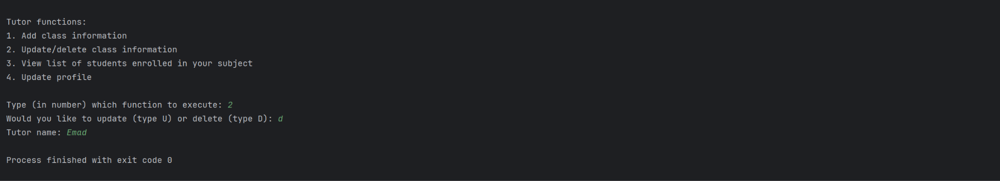 Tutor functions:
1. Add class information
2. Update/delete class information
3. View list of students enrolled in your subject
4. Update profile
Type (in number) which function to execute: 2
Would you like to update (type U) or delete (type D): d
Tutor name: Emad
Process finished with exit code 0